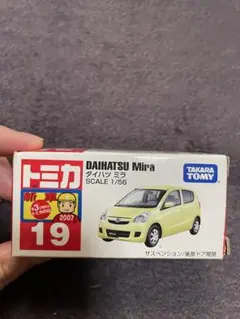 トミカ
2007
19
DAIHATSU Mira
ダイハツ ミラ
SCALE 1/56
TAKARA
TOMY
サスペンション/後部ドア開閉